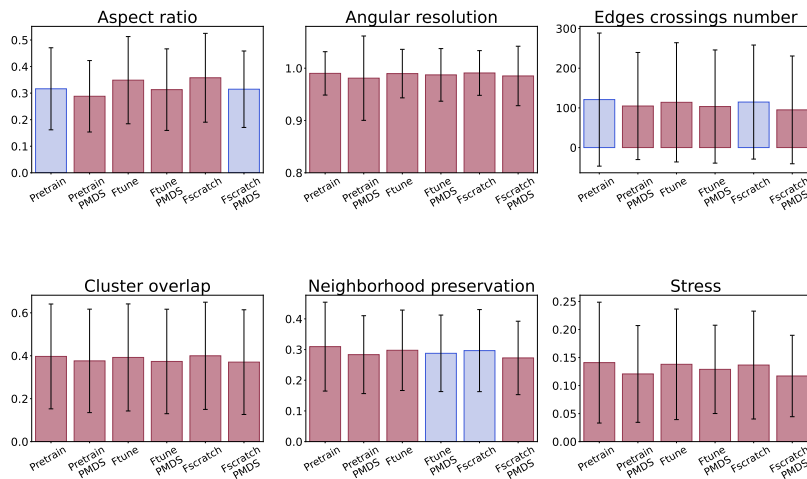 Aspect ratio
0.5
0.4
0.3
0.2
0.1
0.0
Pretrain
Pretrain
PMDS
Ftune
Ftune
PMDS
Fscratch
Fscratch
PMDS
Angular resolution
1.0
0.9
0.8
Pretrain
Pretrain
PMDS
Ftune
Ftune
PMDS
Fscratch
Fscratch
PMDS
Edges crossings number
300
200
100
0
Pretrain
Pretrain
PMDS
Ftune
Ftune
PMDS
Fscratch
Fscratch
PMDS
Cluster overlap
0.6
0.4
0.2
0.0
Pretrain
Pretrain
PMDS
Ftune
Ftune
PMDS
Fscratch
Fscratch
PMDS
Neighborhood preservation
0.4
0.3
0.2
0.1
0.0
Pretrain
Pretrain
PMDS
Ftune
Ftune
PMDS
Fscratch
Fscratch
PMDS
Stress
0.25
0.20
0.15
0.10
0.05
0.00
Pretrain
Pretrain
PMDS
Ftune
Ftune
PMDS
Fscratch
Fscratch
PMDS